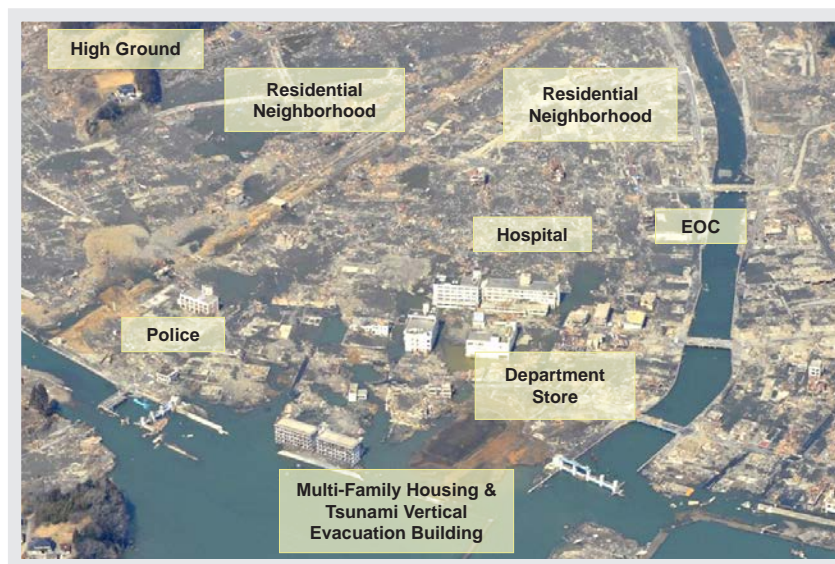 High Ground
Residential
Neighborhood
Residential
Neighborhood
Hospital
EOC
Police
Department
Store
Multi-Family Housing &
Tsunami Vertical
Evacuation Building